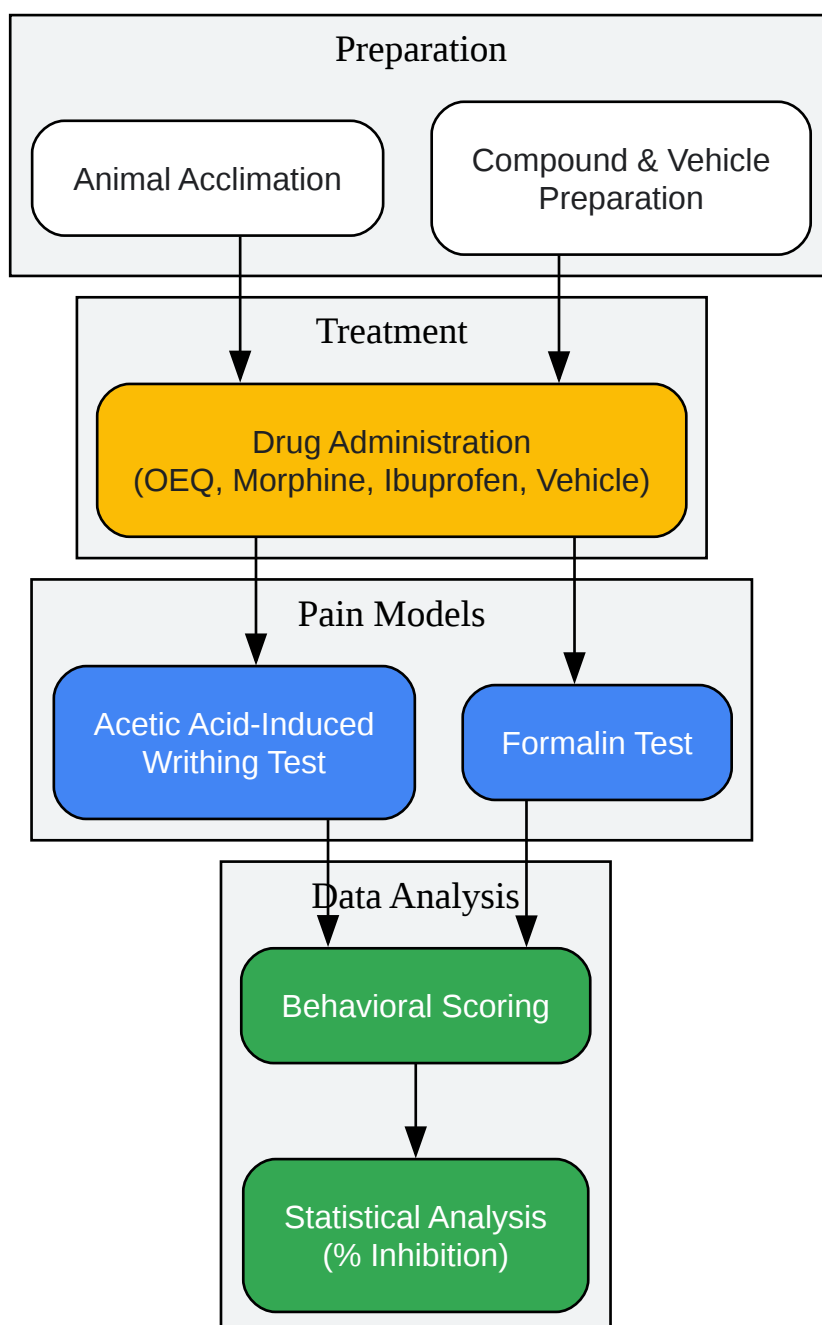 Preparation
Animal Acclimation
Compound & Vehicle
Preparation
Treatment
Drug Administration
(OEQ, Morphine, Ibuprofen, Vehicle)
Pain Models
Acetic Acid-Induced
Writhing Test
Formalin Test
Data Analysis
Behavioral Scoring
Statistical Analysis
(% Inhibition)